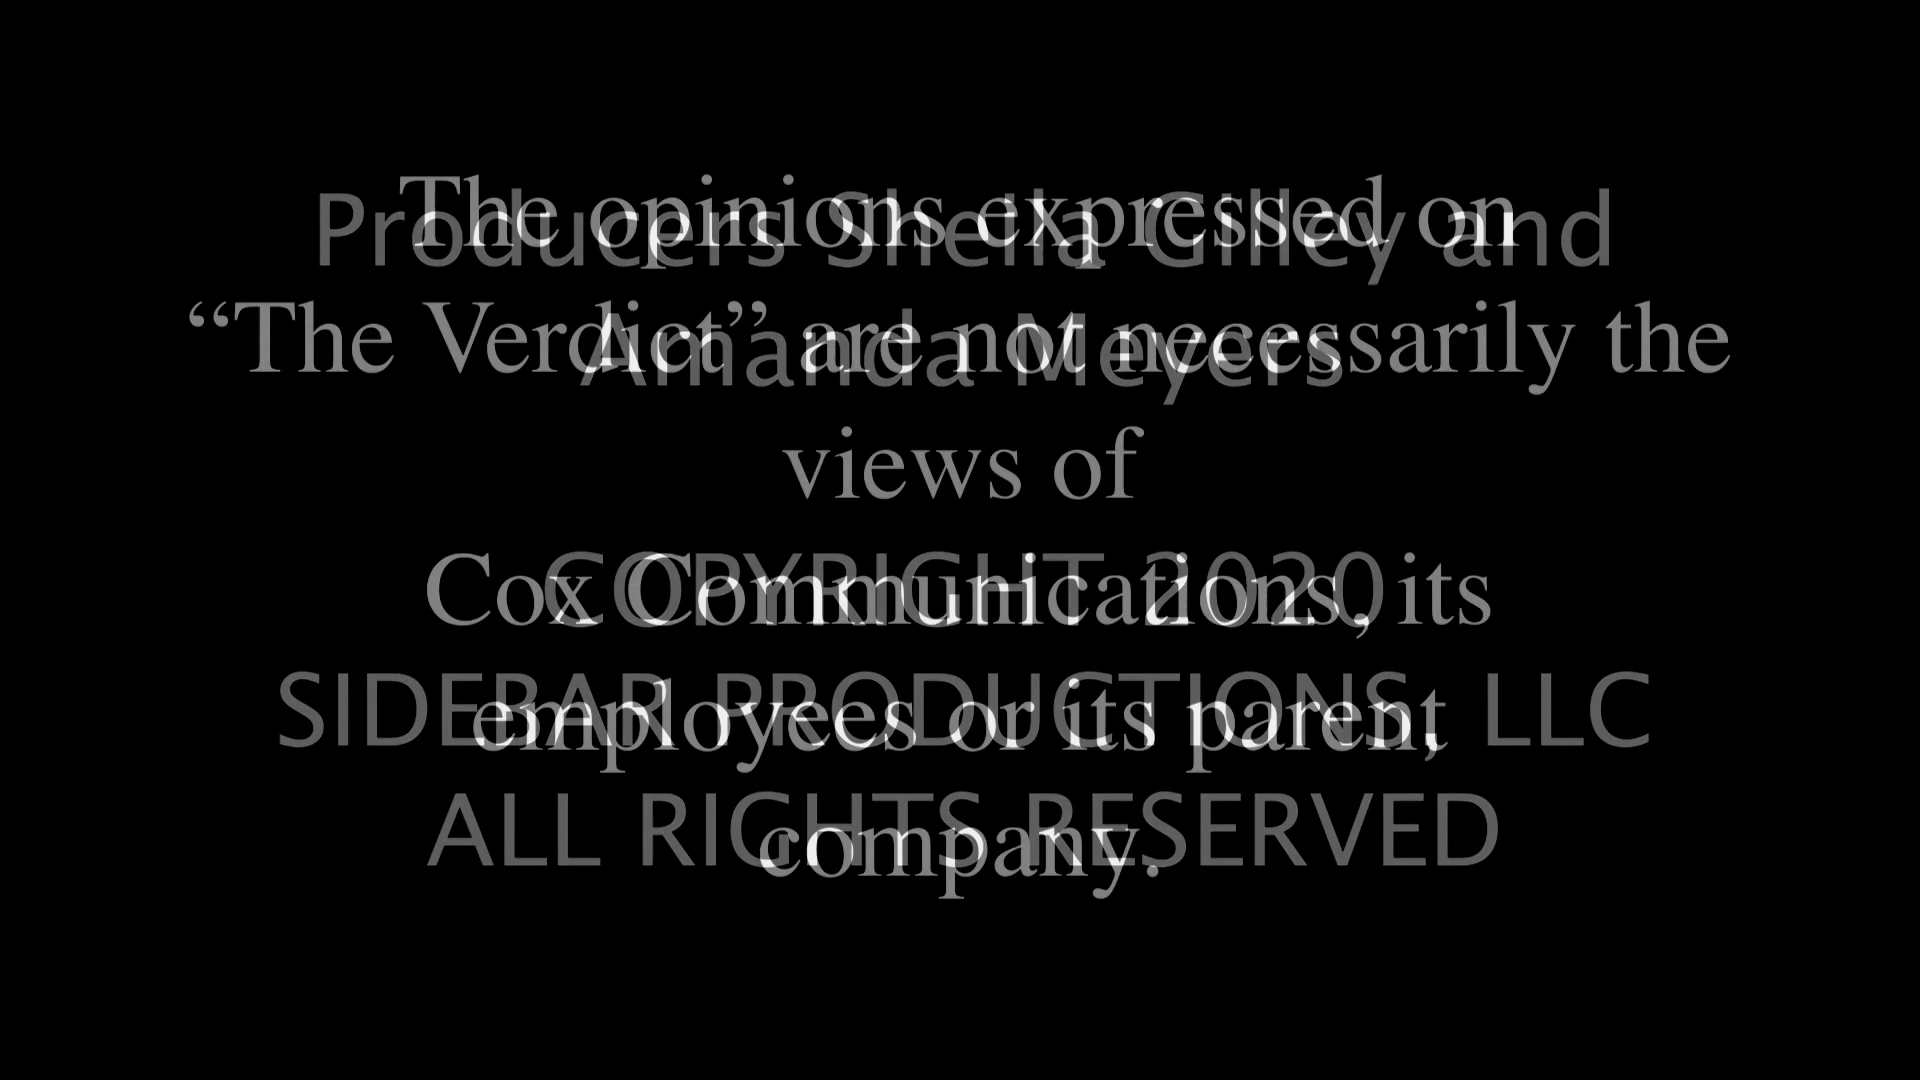 The opinions expressed on
“The Verdict” are not necessarily the
views of
Cox Communications, its
employees or its parent
company.
Producers Sheila Gilley and
Amanda Meyers
COPYRIGHT 2020
SIDEBAR PRODUCTIONS, LLC
ALL RIGHTS RESERVED